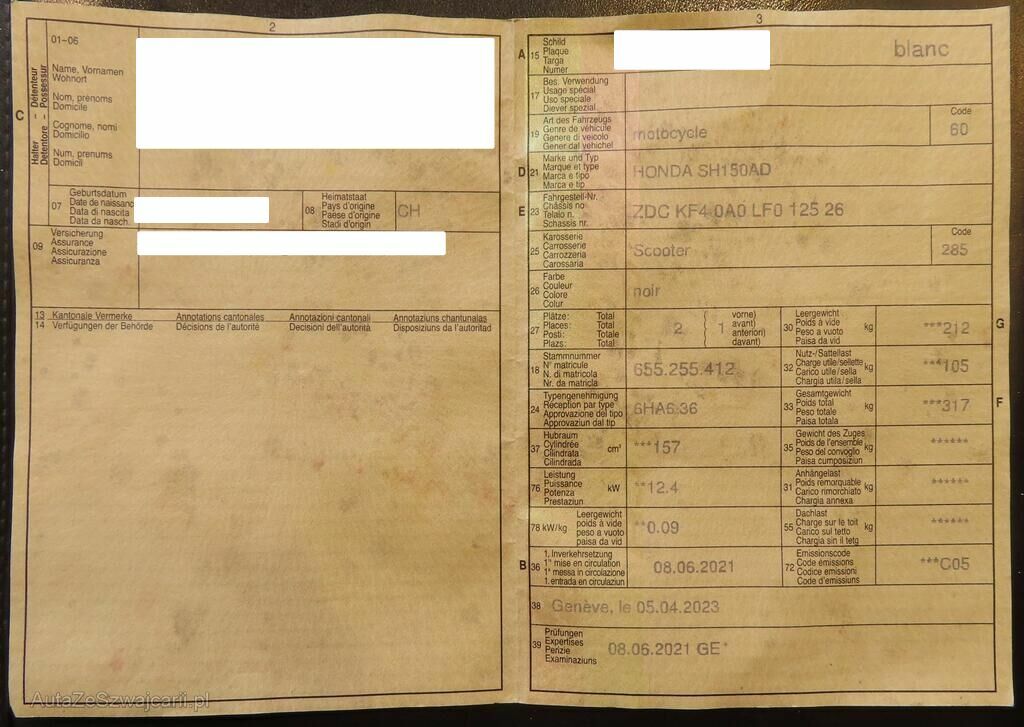 2
01-06
C
Halter - Détenteur
Detentore - Possessur
Name, Vornamen
Wohnort
Nom, prénoms
Domicile
Cognome, nomi
Domicilio
Num, prenums
Domicil
07
Geburtsdatum
Date de naissance
Data di nascita
Data da nasch.
08
Heimatstaat
Pays d'origine
Paese d'origine
Stadi d'origin
CH
09
Versicherung
Assurance
Assicurazione
Assicuranza
13 Kantonale Vermerke Annotations cantonales Annotazioni cantonali Annotaziuns chantunalas
14 Verfügungen der Behörde Décisions de l'autorité Decisioni dell'autorità Disposiziuns da l'autoritad
3
A 15
Schild
Plaque
Targa
Numer
blanc
17
Bes. Verwendung
Usage spécial
Uso speciale
Diever spezial
19
Art des Fahrzeugs
Genre de véhicule
Genere di veicolo
Gener dal vehichel
motocycle
Code
60
D 21
Marke und Typ
Marque et type
Marca e tipo
Marca e tip
HONDA SH150AD
E 23
Fahrgestell-Nr.
Châssis no
Telaio n.
Schassis nr.
ZDC KF4 0A0 LF0 125 26
25
Karosserie
Carrosserie
Carrozzeria
Carossaria
Scooter
Code
285
26
Farbe
Couleur
Colore
Colur
noir
27
Plätze: Total
Places: Total
Posti: Totale
Plazs: Total
2
1
vorne)
avant)
anteriori)
davant)
30
Leergewicht
Poids à vide
Peso a vuoto
Paisa da vid
kg
***212
G
18
Stammnummer
N° matricule
N. di matricola
Nr. da matricla
655.255.412
32
Nutz-/Sattellast
Charge utile/sellette
Carico utile/sella
Chargia utila/sella
kg
***105
24
Typengenehmigung
Réception par type
Approvazione del tipo
Approvaziun dal tip
6HA6 36
33
Gesamtgewicht
Poids total
Peso totale
Paisa totala
kg
***317
F
37
Hubraum
Cylindrée
Cilindrata
Cilindrada
cm³
***157
35
Gewicht des Zuges
Poids de l'ensemble
Peso del convoglio
Paisa cumposiziun
kg
******
76
Leistung
Puissance
Potenza
Prestaziun
kW
**12.4
31
Anhängelast
Poids remorquable
Carico rimorchiato
Chargia annexa
kg
******
78 kW/kg
Leergewicht
poids à vide
peso a vuoto
paisa da vid
**0.09
55
Dachlast
Charge sur le toit
Carico sul tetto
Chargia sin il tetg
kg
******
B 36
1. Inverkehrsetzung
1re mise en circulation
1a messa in circolazione
1. entrada en circulaziun
08.06.2021
72
Emissionscode
Code émissions
Codice emissioni
Code d'emissiuns
***C05
38 Genève, le 05.04.2023
39
Prüfungen
Expertises
Perizie
Examinaziuns
08.06.2021 GE*
AutaZeSzwajcarii.pl